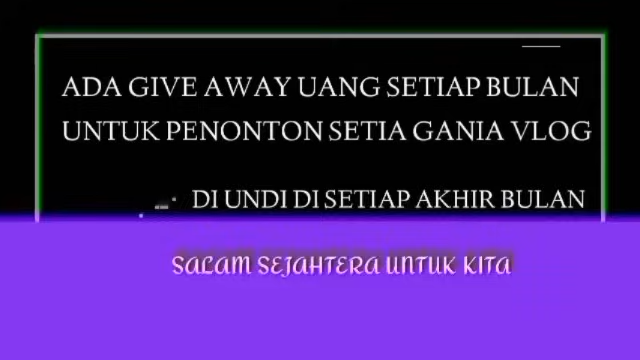 ADA GIVE AWAY UANG SETIAP BULAN
UNTUK PENONTON SETIA GANIA VLOG
DI UNDI DI SETIAP AKHIR BULAN
SALAM SEJAHTERA UNTUK KITA